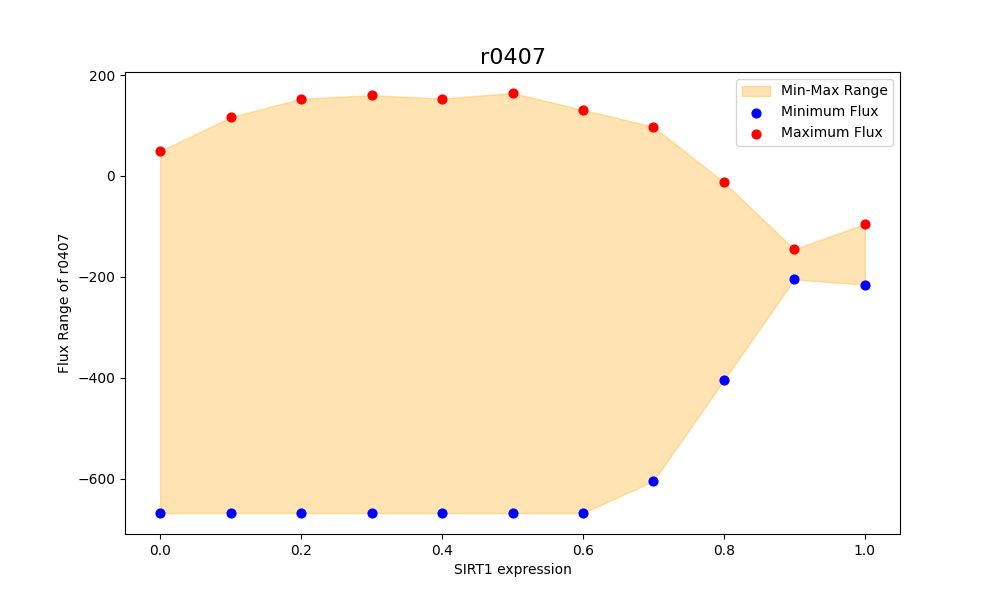 r0407
Min-Max Range
Minimum Flux
Maximum Flux
Flux Range of r0407
200
0
−200
−400
−600
0.0 0.2 0.4 0.6 0.8 1.0
SIRT1 expression